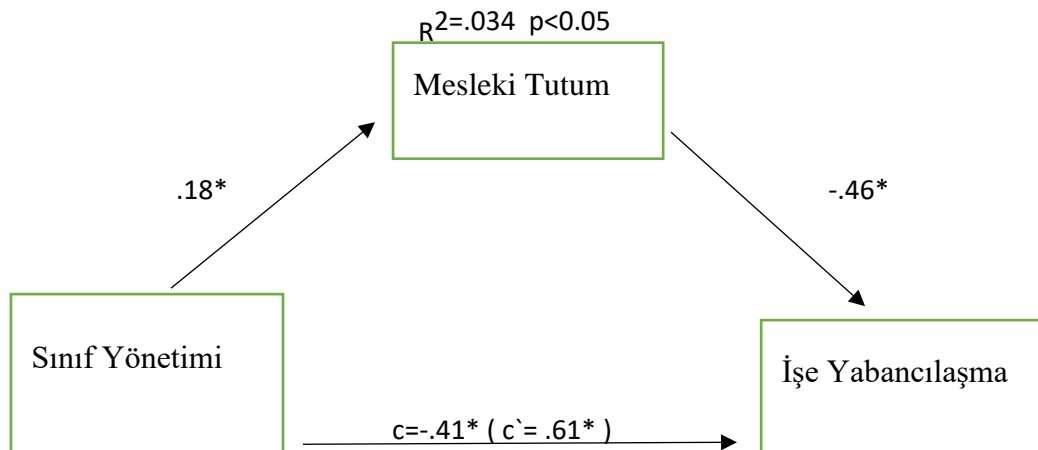 R2=.034 p<0.05
Mesleki Tutum
.18*
-.46*
Sınıf Yönetimi
İşe Yabancılaşma
c=-.41* ( c`= .61* )